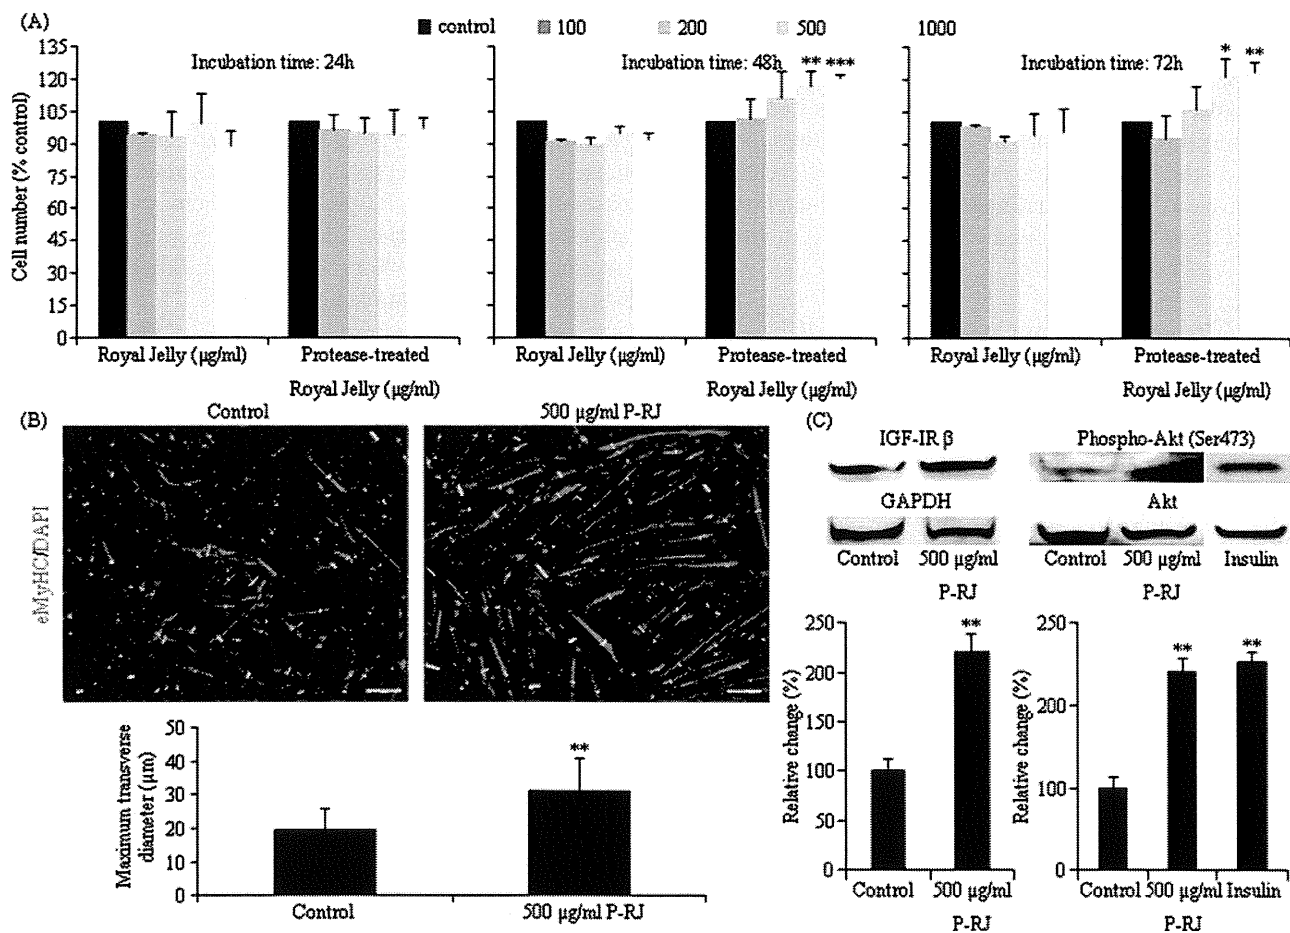 (A)
control 100 200 500 1000
135
120
105
90
75
60
45
30
15
0
Cell number (% control)
Incubation time: 24h
Royal Jelly (µg/ml) Protease-treated
Royal Jelly (µg/ml)
Incubation time: 48h
** ***
Royal Jelly (µg/ml) Protease-treated
Royal Jelly (µg/ml)
Incubation time: 72h
* **
Royal Jelly (µg/ml) Protease-treated
Royal Jelly (µg/ml)
(B)
Control 500 µg/ml P-RJ
eMyHC/DAPI
50
40
30
20
10
0
Maximum transverse
diameter (µm)
**
Control 500 µg/ml P-RJ
(C)
IGF-IR β Phospho-Akt (Ser473)
GAPDH Akt
Control 500 µg/ml Control 500 µg/ml Insulin
P-RJ P-RJ
250
200
150
100
50
0
Relative change (%)
**
Control 500 µg/ml
P-RJ
250
200
100
0
Relative change (%)
** **
Control 500 µg/ml Insulin
P-RJ